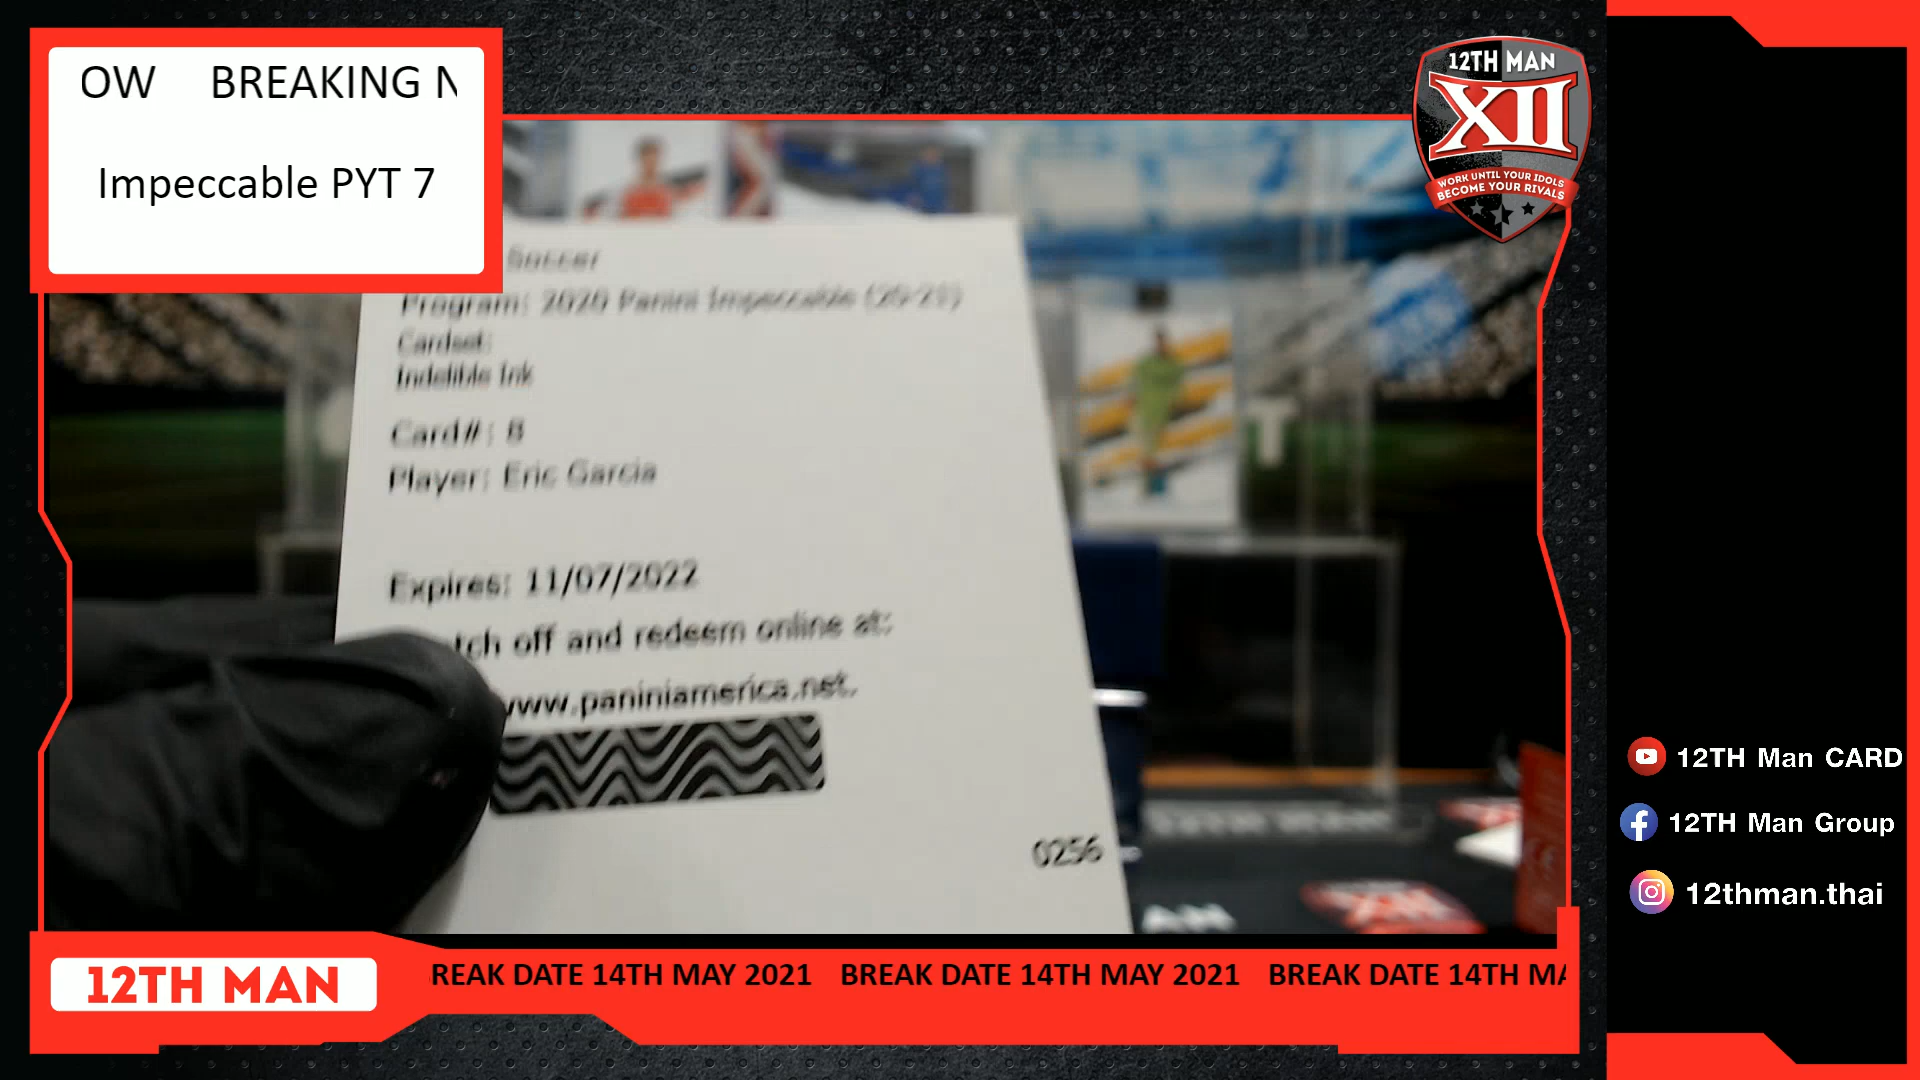 OW BREAKING N
Impeccable PYT 7
12TH MAN
XII
WORK UNTIL YOUR IDOLS
BECOME YOUR RIVALS
Soccer
Program: 2020 Panini Impeccable (20-21)
Cardset:
Indelible Ink
Card#: 8
Player: Eric Garcia
Expires: 11/07/2022
tch off and redeem online at:
www.paniniamerica.net.
0256
AN
12TH Man CARD
12TH Man Group
12thman.thai
12TH MAN
REAK DATE 14TH MAY 2021 BREAK DATE 14TH MAY 2021 BREAK DATE 14TH MA